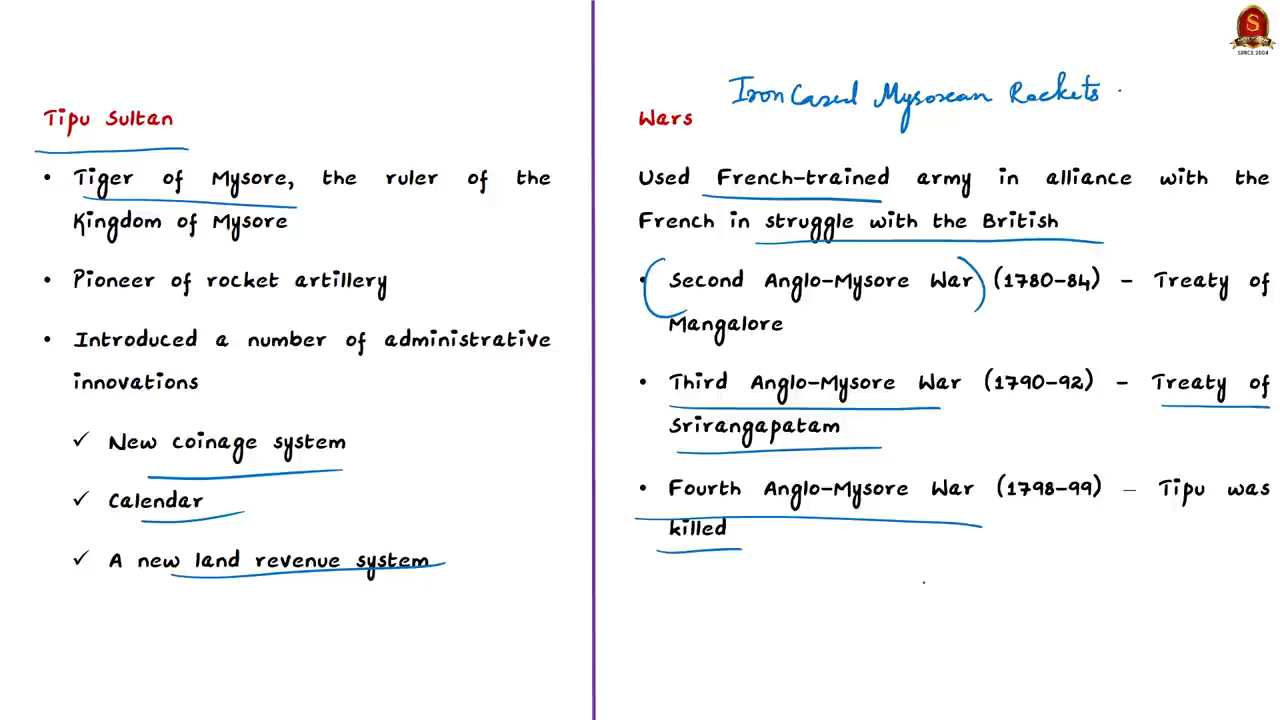 S
SINCE 2004
Tipu Sultan
• Tiger of Mysore, the ruler of the
Kingdom of Mysore
• Pioneer of rocket artillery
• Introduced a number of administrative
innovations
✓ New coinage system
✓ Calendar
✓ A new land revenue system
Iron Cased Mysorean Rockets
Wars
Used French-trained army in alliance with the
French in struggle with the British
• Second Anglo-Mysore War (1780-84) – Treaty of
Mangalore
• Third Anglo-Mysore War (1790-92) – Treaty of
Srirangapatam
• Fourth Anglo-Mysore War (1798-99) – Tipu was
killed